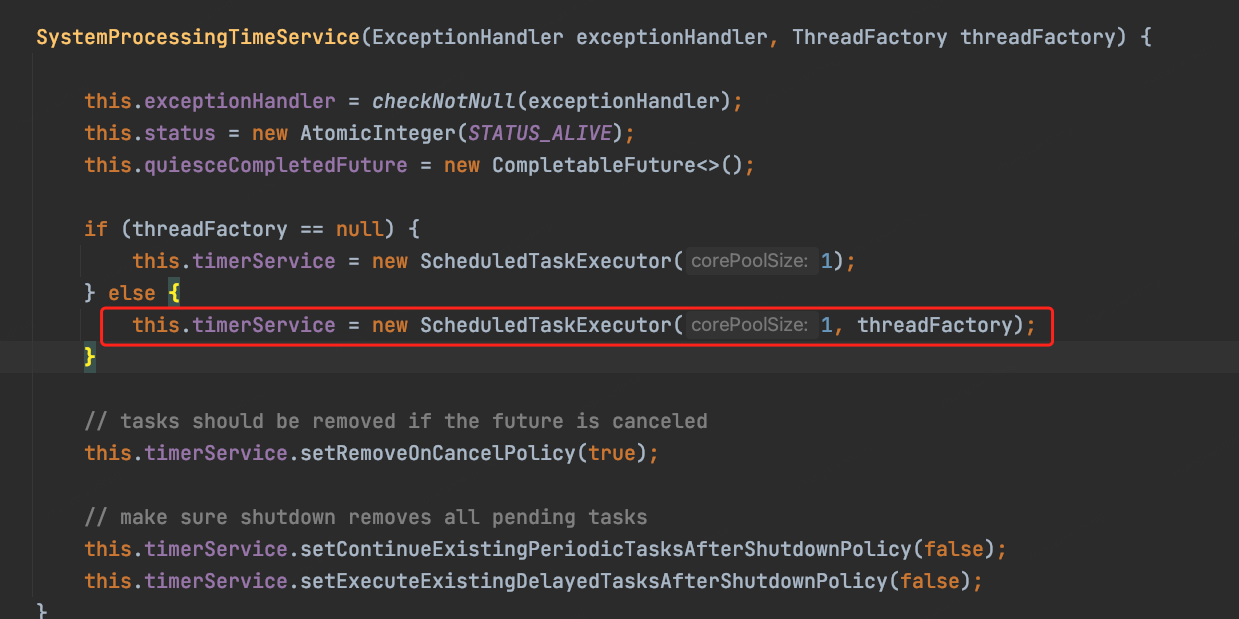 SystemProcessingTimeService(ExceptionHandler exceptionHandler, ThreadFactory threadFactory) {
this.exceptionHandler = checkNotNull(exceptionHandler);
this.status = new AtomicInteger(STATUS_ALIVE);
this.quiesceCompletedFuture = new CompletableFuture<>();
if (threadFactory == null) {
this.timerService = new ScheduledTaskExecutor( corePoolSize: 1);
} else {
this.timerService = new ScheduledTaskExecutor( corePoolSize: 1, threadFactory);
}
// tasks should be removed if the future is canceled
this.timerService.setRemoveOnCancelPolicy(true);
// make sure shutdown removes all pending tasks
this.timerService.setContinueExistingPeriodicTasksAfterShutdownPolicy(false);
this.timerService.setExecuteExistingDelayedTasksAfterShutdownPolicy(false);
}